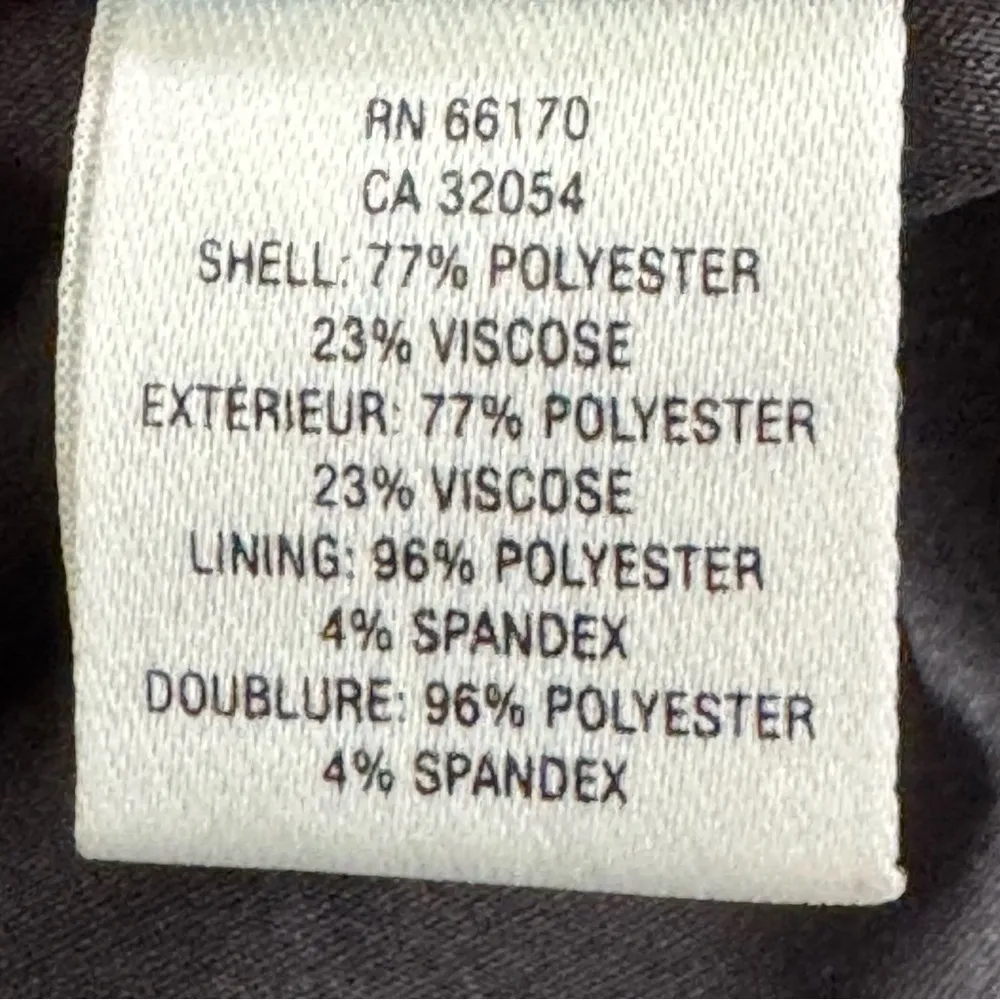 RN 66170
CA 32054
SHELL: 77% POLYESTER
23% VISCOSE
EXTÉRIEUR: 77% POLYESTER
23% VISCOSE
LINING: 96% POLYESTER
4% SPANDEX
DOUBLURE: 96% POLYESTER
4% SPANDEX